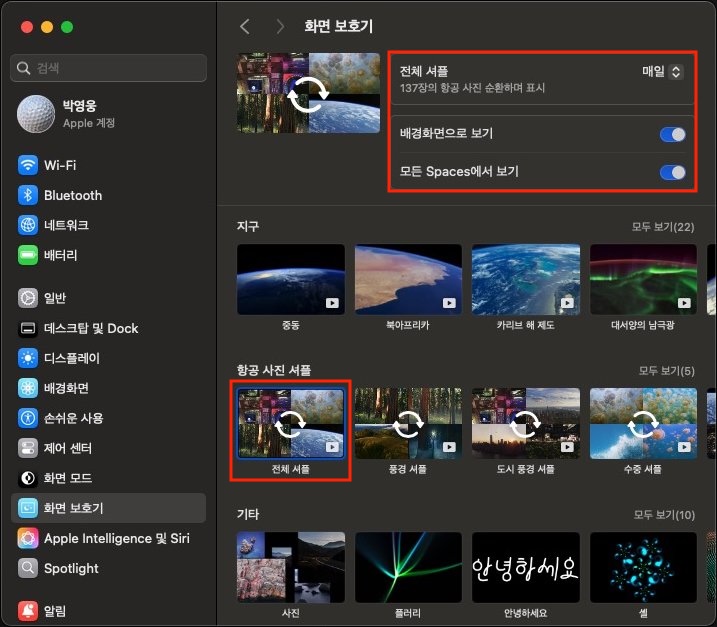 화면 보호기
검색
박영웅
Apple 계정
Wi-Fi
Bluetooth
네트워크
배터리
일반
데스크탑 및 Dock
디스플레이
배경화면
손쉬운 사용
제어 센터
화면 모드
화면 보호기
Apple Intelligence 및 Siri
Spotlight
알림
전체 셔플
매일
137장의 항공 사진 순환하며 표시
배경화면으로 보기
모든 Spaces에서 보기
지구
모두 보기(22)
중동
북아프리카
카리브 해 제도
대서양의 남극광
항공 사진 셔플
모두 보기(5)
전체 셔플
풍경 셔플
도시 풍경 셔플
수중 셔플
기타
모두 보기(10)
안녕하세요
사진
플러리
안녕하세요
셸